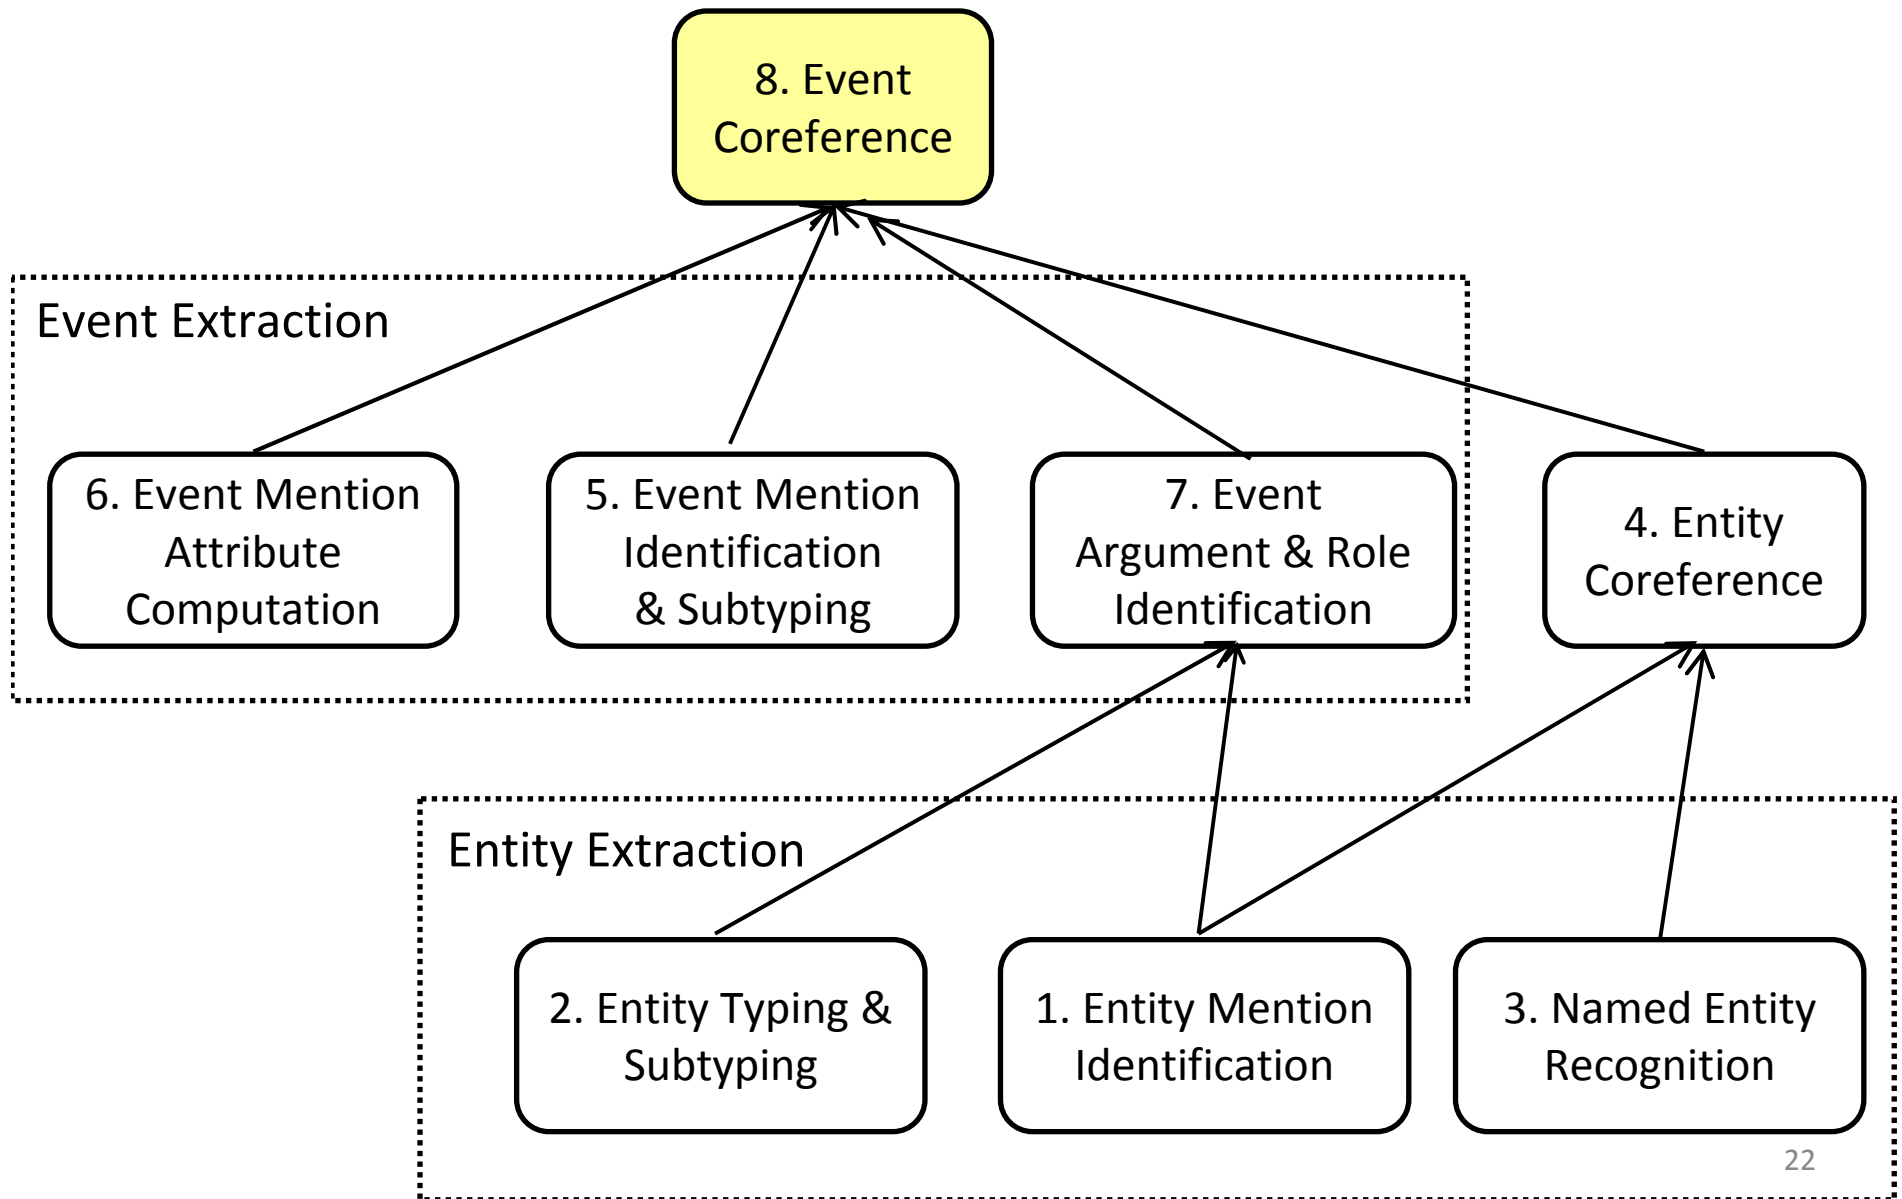 8. Event
Coreference
Event Extraction
6. Event Mention
Attribute
Computation
5. Event Mention
Identification
& Subtyping
7. Event
Argument & Role
Identification
4. Entity
Coreference
Entity Extraction
2. Entity Typing &
Subtyping
1. Entity Mention
Identification
3. Named Entity
Recognition
22